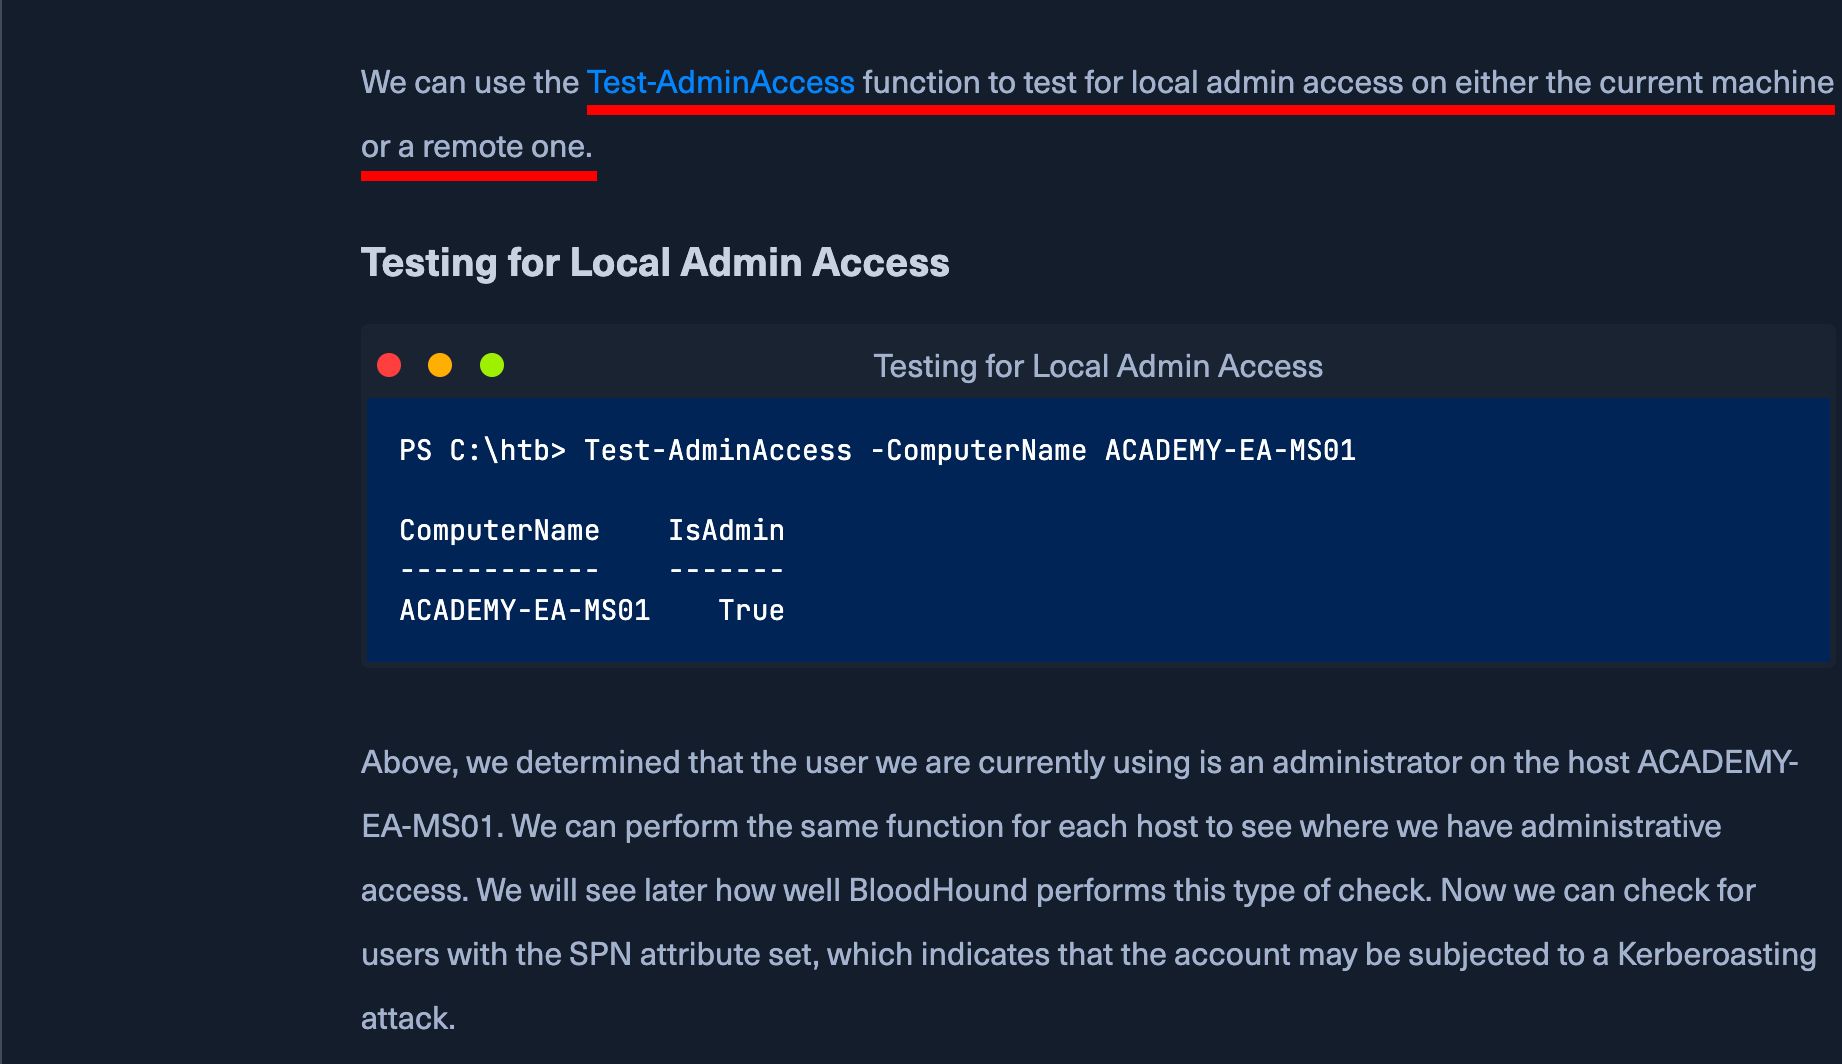 We can use the Test-AdminAccess function to test for local admin access on either the current machine
or a remote one.
Testing for Local Admin Access
Testing for Local Admin Access
PS C:\htb> Test-AdminAccess -ComputerName ACADEMY-EA-MS01
ComputerName    IsAdmin
------------    -------
ACADEMY-EA-MS01    True
Above, we determined that the user we are currently using is an administrator on the host ACADEMY-
EA-MS01. We can perform the same function for each host to see where we have administrative
access. We will see later how well BloodHound performs this type of check. Now we can check for
users with the SPN attribute set, which indicates that the account may be subjected to a Kerberoasting
attack.